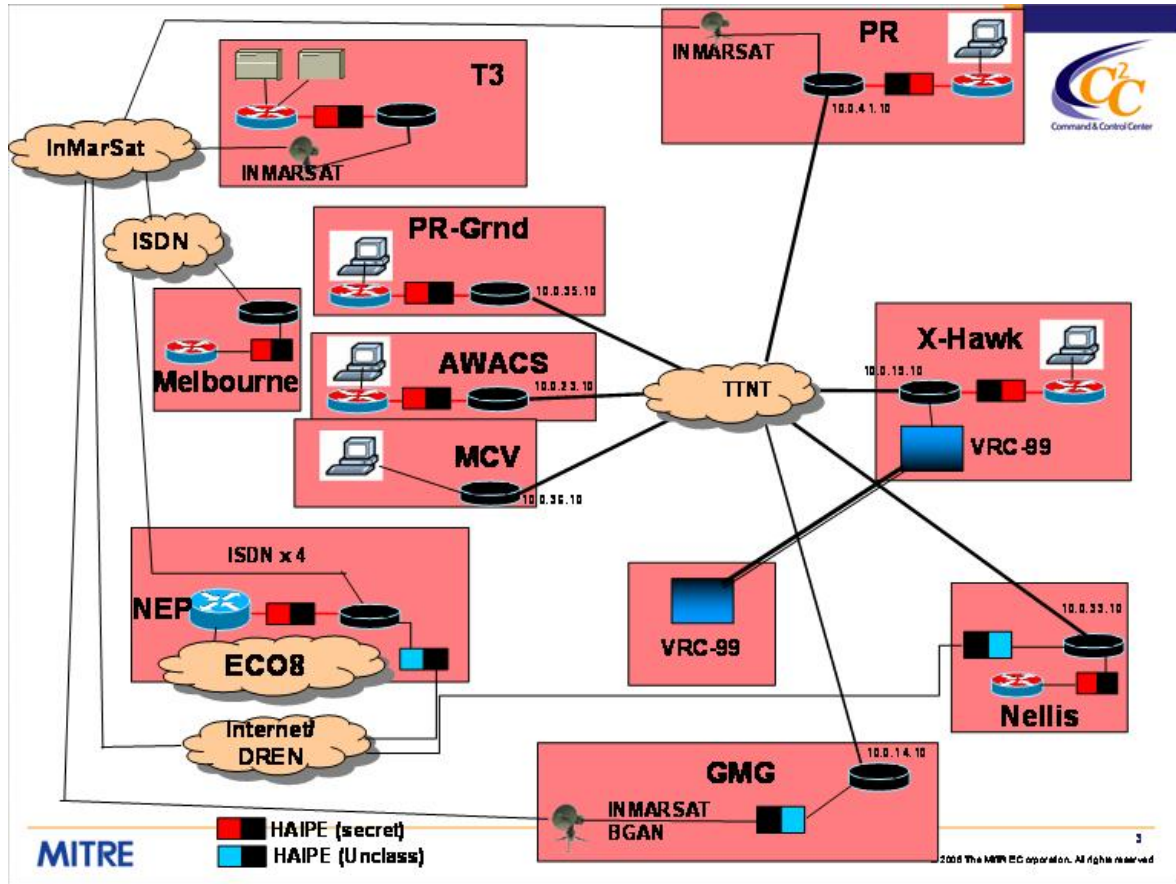 PR
INMARSAT
10.0.41.10
C2C
Command & Control Center
T3
INMARSAT
InMarSat
ISDN
PR-Grnd
10.0.35.10
Melbourne
AWACS
10.0.23.10
TTNT
X-Hawk
10.0.15.10
VRC-99
MCV
10.0.36.10
ISDN x 4
NEP
ECO8
VRC-99
10.0.33.10
Nellis
Internet/
DREN
GMG
10.0.14.10
INMARSAT
BGAN
HAIPE (secret)
HAIPE (Unclass)
MITRE
3
The MITRE Corporation. All rights reserved